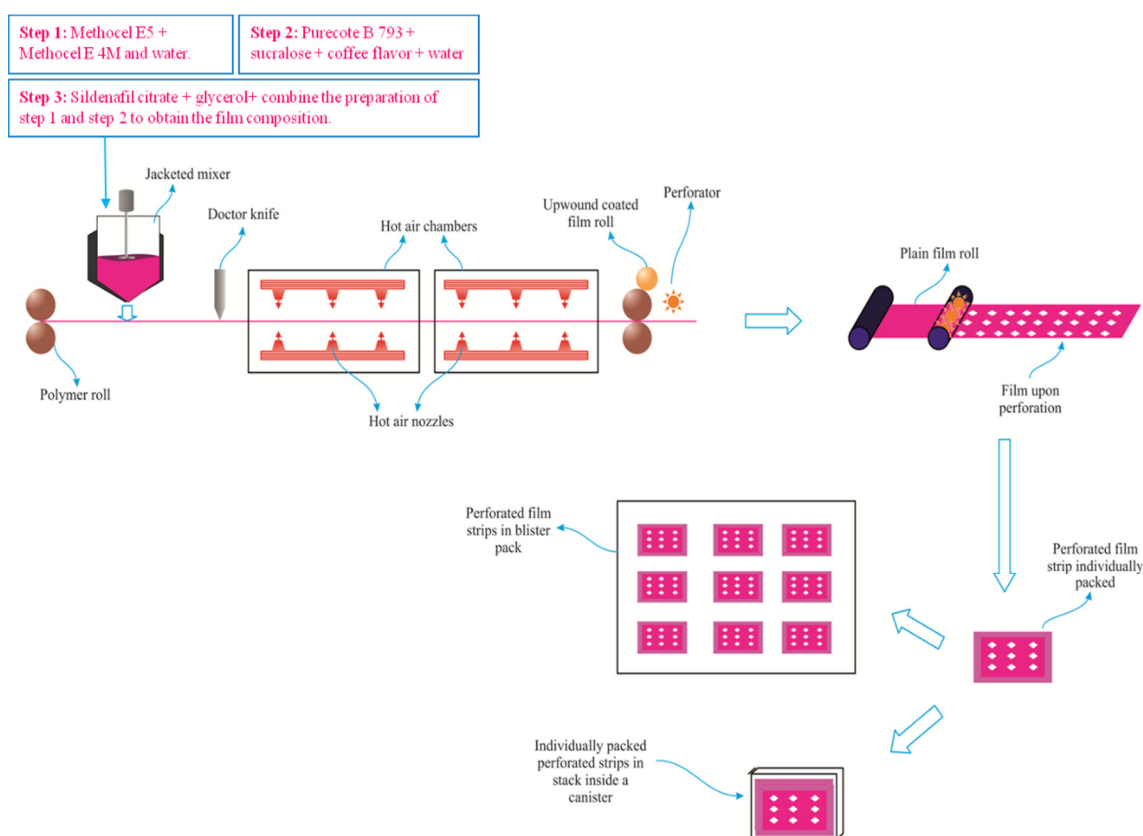 Step 1: Methocel E5 +
Methocel E 4M and water.
Step 2: Purecote B 793 +
sucralose + coffee flavor + water
Step 3: Sildenafil citrate + glycerol+ combine the preparation of
step 1 and step 2 to obtain the film composition.
Jacketed mixer
Doctor knife
Hot air chambers
Upwound coated
film roll
Perforator
Plain film roll
Polymer roll
Hot air nozzles
Film upon
perforation
Perforated film
strips in blister
pack
Perforated film
strip individually
packed
Individually packed
perforated strips in
stack inside a
canister